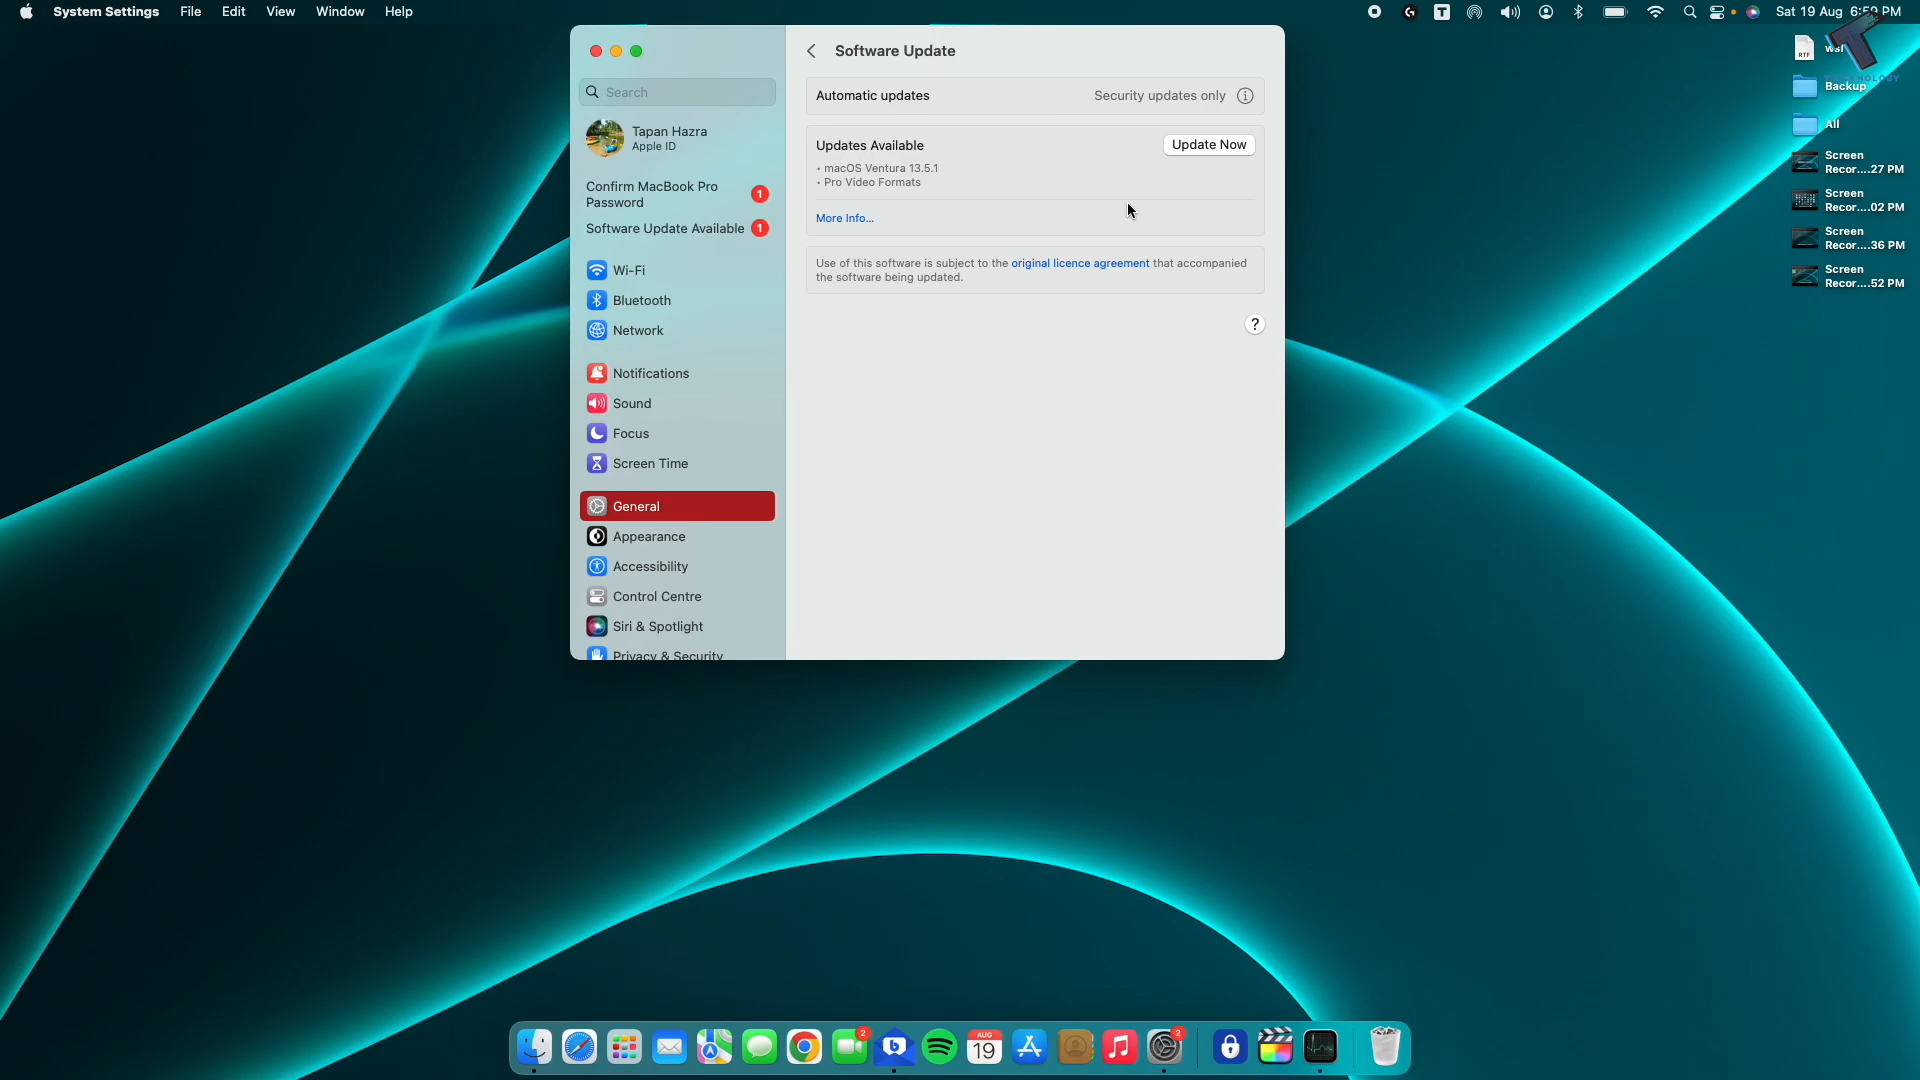 System Settings File Edit View Window Help
Sat 19 Aug
Software Update
Search
Automatic updates
Security updates only
Tapan Hazra
Apple ID
Updates Available
Update Now
• macOS Ventura 13.5.1
• Pro Video Formats
More Info...
Confirm MacBook Pro
Password
1
Software Update Available
1
Use of this software is subject to the original licence agreement that accompanied
the software being updated.
?
Wi-Fi
Bluetooth
Network
Notifications
Sound
Focus
Screen Time
General
Appearance
Accessibility
Control Centre
Siri & Spotlight
Privacy & Security
RTF
Backup
All
Screen
Recor....27 PM
Screen
Recor....02 PM
Screen
Recor....36 PM
Screen
Recor....52 PM
2
AUG
19
2